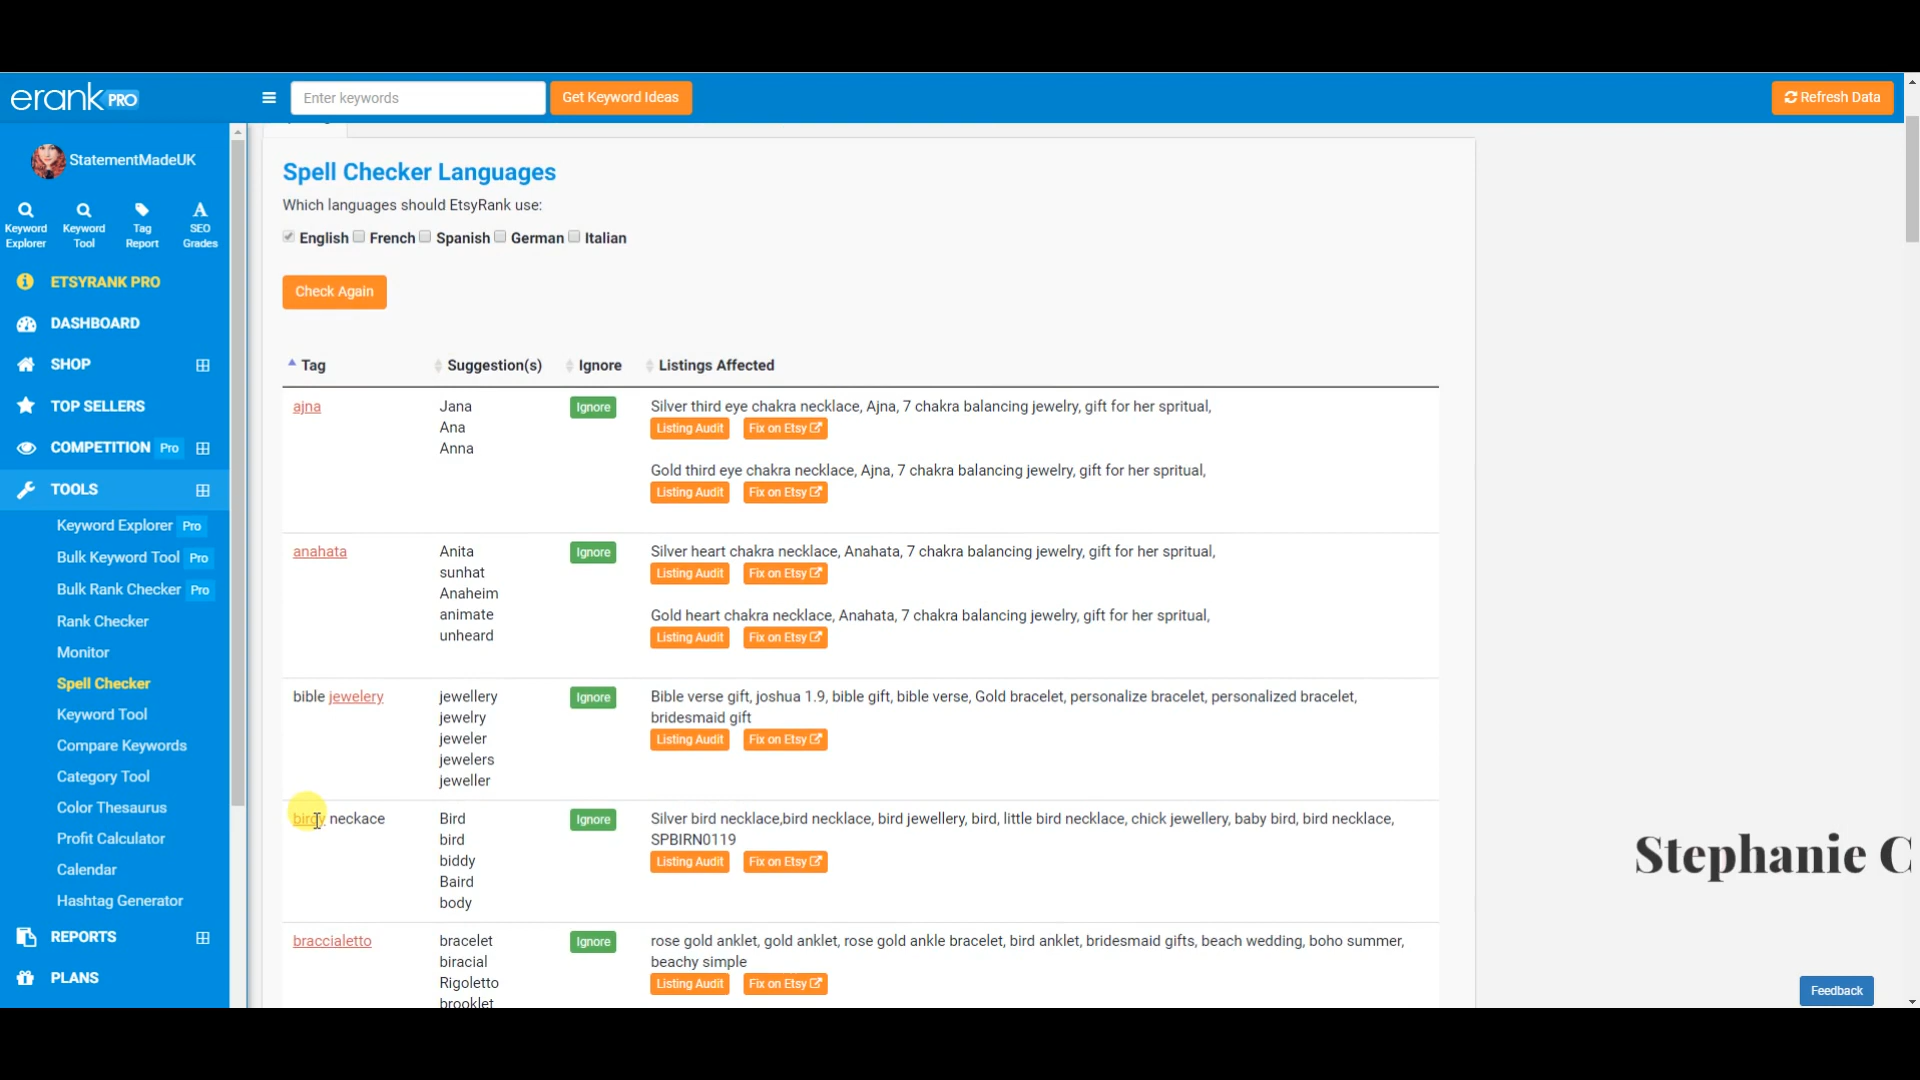 erank PRO
Enter keywords
Get Keyword Ideas
Refresh Data
StatementMadeUK
Keyword Explorer
Keyword Tool
Tag Report
SEO Grades
ETSYRANK PRO
DASHBOARD
SHOP
TOP SELLERS
COMPETITION Pro
TOOLS
Keyword Explorer Pro
Bulk Keyword Tool Pro
Bulk Rank Checker Pro
Rank Checker
Monitor
Spell Checker
Keyword Tool
Compare Keywords
Category Tool
Color Thesaurus
Profit Calculator
Calendar
Hashtag Generator
REPORTS
PLANS
Spell Checker Languages
Which languages should EtsyRank use:
English French Spanish German Italian
Check Again
Tag Suggestion(s) Ignore Listings Affected
ajna
Jana
Ana
Anna
Ignore
Silver third eye chakra necklace, Ajna, 7 chakra balancing jewelry, gift for her spritual,
Listing Audit Fix on Etsy
Gold third eye chakra necklace, Ajna, 7 chakra balancing jewelry, gift for her spritual,
Listing Audit Fix on Etsy
anahata
Anita
sunhat
Anaheim
animate
unheard
Ignore
Silver heart chakra necklace, Anahata, 7 chakra balancing jewelry, gift for her spritual,
Listing Audit Fix on Etsy
Gold heart chakra necklace, Anahata, 7 chakra balancing jewelry, gift for her spritual,
Listing Audit Fix on Etsy
bible jewelery
jewellery
jewelry
jeweler
jewelers
jeweller
Ignore
Bible verse gift, joshua 1.9, bible gift, bible verse, Gold bracelet, personalize bracelet, personalized bracelet,
bridesmaid gift
Listing Audit Fix on Etsy
neckace
Bird
bird
biddy
Baird
body
Ignore
Silver bird necklace,bird necklace, bird jewellery, bird, little bird necklace, chick jewellery, baby bird, bird necklace,
SPBIRN0119
Listing Audit Fix on Etsy
braccialetto
bracelet
biracial
Rigoletto
brooklet
Ignore
rose gold anklet, gold anklet, rose gold ankle bracelet, bird anklet, bridesmaid gifts, beach wedding, boho summer,
beachy simple
Listing Audit Fix on Etsy
Stephanie C
Feedback